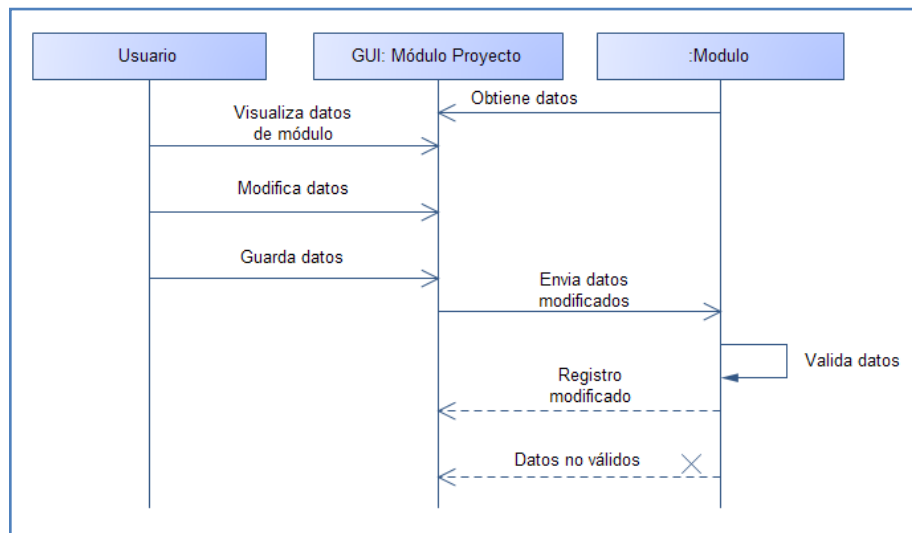 Usuario
GUI: Módulo Proyecto
:Modulo
Obtiene datos
Visualiza datos
de módulo
Modifica datos
Guarda datos
Envia datos
modificados
Valida datos
Registro
modificado
Datos no válidos